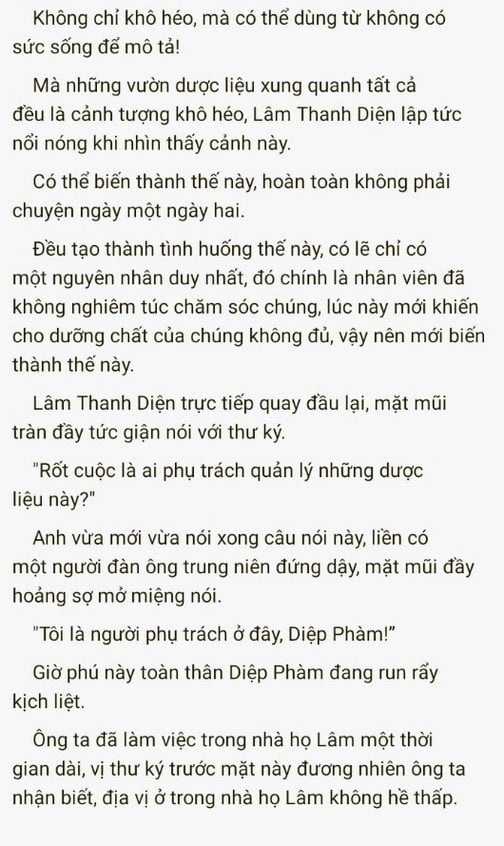 Không chỉ khô héo, mà có thể dùng từ không có
sức sống để mô tả!
Mà những vườn dược liệu xung quanh tất cả
đều là cảnh tượng khô héo, Lâm Thanh Diện lập tức
nổi nóng khi nhìn thấy cảnh này.
Có thể biến thành thế này, hoàn toàn không phải
chuyện ngày một ngày hai.
Đều tạo thành tình huống thế này, có lẽ chỉ có
một nguyên nhân duy nhất, đó chính là nhân viên đã
không nghiêm túc chăm sóc chúng, lúc này mới khiến
cho dưỡng chất của chúng không đủ, vậy nên mới biến
thành thế này.
Lâm Thanh Diện trực tiếp quay đầu lại, mặt mũi
tràn đầy tức giận nói với thư ký.
"Rốt cuộc là ai phụ trách quản lý những dược
liệu này?"
Anh vừa mới vừa nói xong câu nói này, liền có
một người đàn ông trung niên đứng dậy, mặt mũi đầy
hoảng sợ mở miệng nói.
"Tôi là người phụ trách ở đây, Diệp Phàm!”
Giờ phú này toàn thân Diệp Phàm đang run rẩy
kịch liệt.
Ông ta đã làm việc trong nhà họ Lâm một thời
gian dài, vị thư ký trước mặt này đương nhiên ông ta
nhận biết, địa vị ở trong nhà họ Lâm không hề thấp.